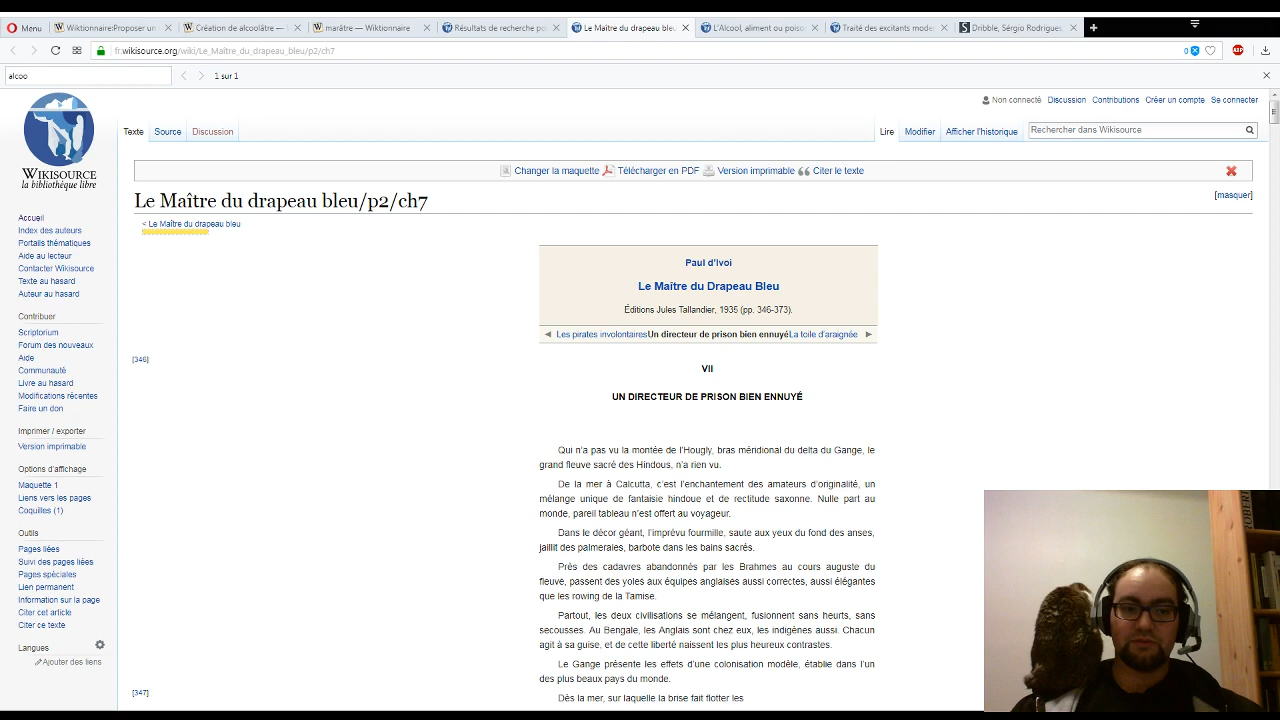 Menu
Wiktionnaire:Proposer un
Création de alcoolâtre —
marâtre — Wiktionnaire
Résultats de recherche po
Le Maître du drapeau bleu
L'Alcool, aliment ou poiso
Traité des excitants mode
Dribble, Sérgio Rodrigues
fr.wikisource.org/wiki/Le_Maître_du_drapeau_bleu/p2/ch7
0
ABP
alcoo
1 sur 1
Non connecté Discussion Contributions Créer un compte Se connecter
Texte Source Discussion
Lire Modifier Afficher l'historique
Rechercher dans Wikisource
WIKISOURCE
la bibliothèque libre
Changer la maquette Télécharger en PDF Version imprimable Citer le texte
Le Maître du drapeau bleu/p2/ch7
[masquer]
< Le Maître du drapeau bleu
Accueil
Index des auteurs
Portails thématiques
Aide au lecteur
Contacter Wikisource
Texte au hasard
Auteur au hasard
Contribuer
Scriptorium
Forum des nouveaux
Aide
Communauté
Livre au hasard
Modifications récentes
Faire un don
Imprimer / exporter
Version imprimable
Options d'affichage
Maquette 1
Liens vers les pages
Coquilles (1)
Outils
Pages liées
Suivi des pages liées
Pages spéciales
Lien permanent
Information sur la page
Citer cet article
Citer ce texte
Langues
Ajouter des liens
Paul d'Ivoi
Le Maître du Drapeau Bleu
Éditions Jules Tallandier, 1935 (pp. 346-373).
◄ Les pirates involontairesUn directeur de prison bien ennuyéLa toile d'araignée ►
[346]
VII
UN DIRECTEUR DE PRISON BIEN ENNUYÉ
Qui n'a pas vu la montée de l'Hougly, bras méridional du delta du Gange, le
grand fleuve sacré des Hindous, n'a rien vu.
De la mer à Calcutta, c'est l'enchantement des amateurs d'originalité, un
mélange unique de fantaisie hindoue et de rectitude saxonne. Nulle part au
monde, pareil tableau n'est offert au voyageur.
Dans le décor géant, l'imprévu fourmille, saute aux yeux du fond des anses,
jaillit des palmeraies, barbote dans les bains sacrés.
Près des cadavres abandonnés par les Brahmes au cours auguste du
fleuve, passent des yoles aux équipes anglaises aussi correctes, aussi élégantes
que les rowing de la Tamise.
Partout, les deux civilisations se mélangent, fusionnent sans heurts, sans
secousses. Au Bengale, les Anglais sont chez eux, les indigènes aussi. Chacun
agit à sa guise, et de cette liberté naissent les plus heureux contrastes.
Le Gange présente les effets d'une colonisation modèle, établie dans l'un
des plus beaux pays du monde.
[347]
Dès la mer, sur laquelle la brise fait flotter les